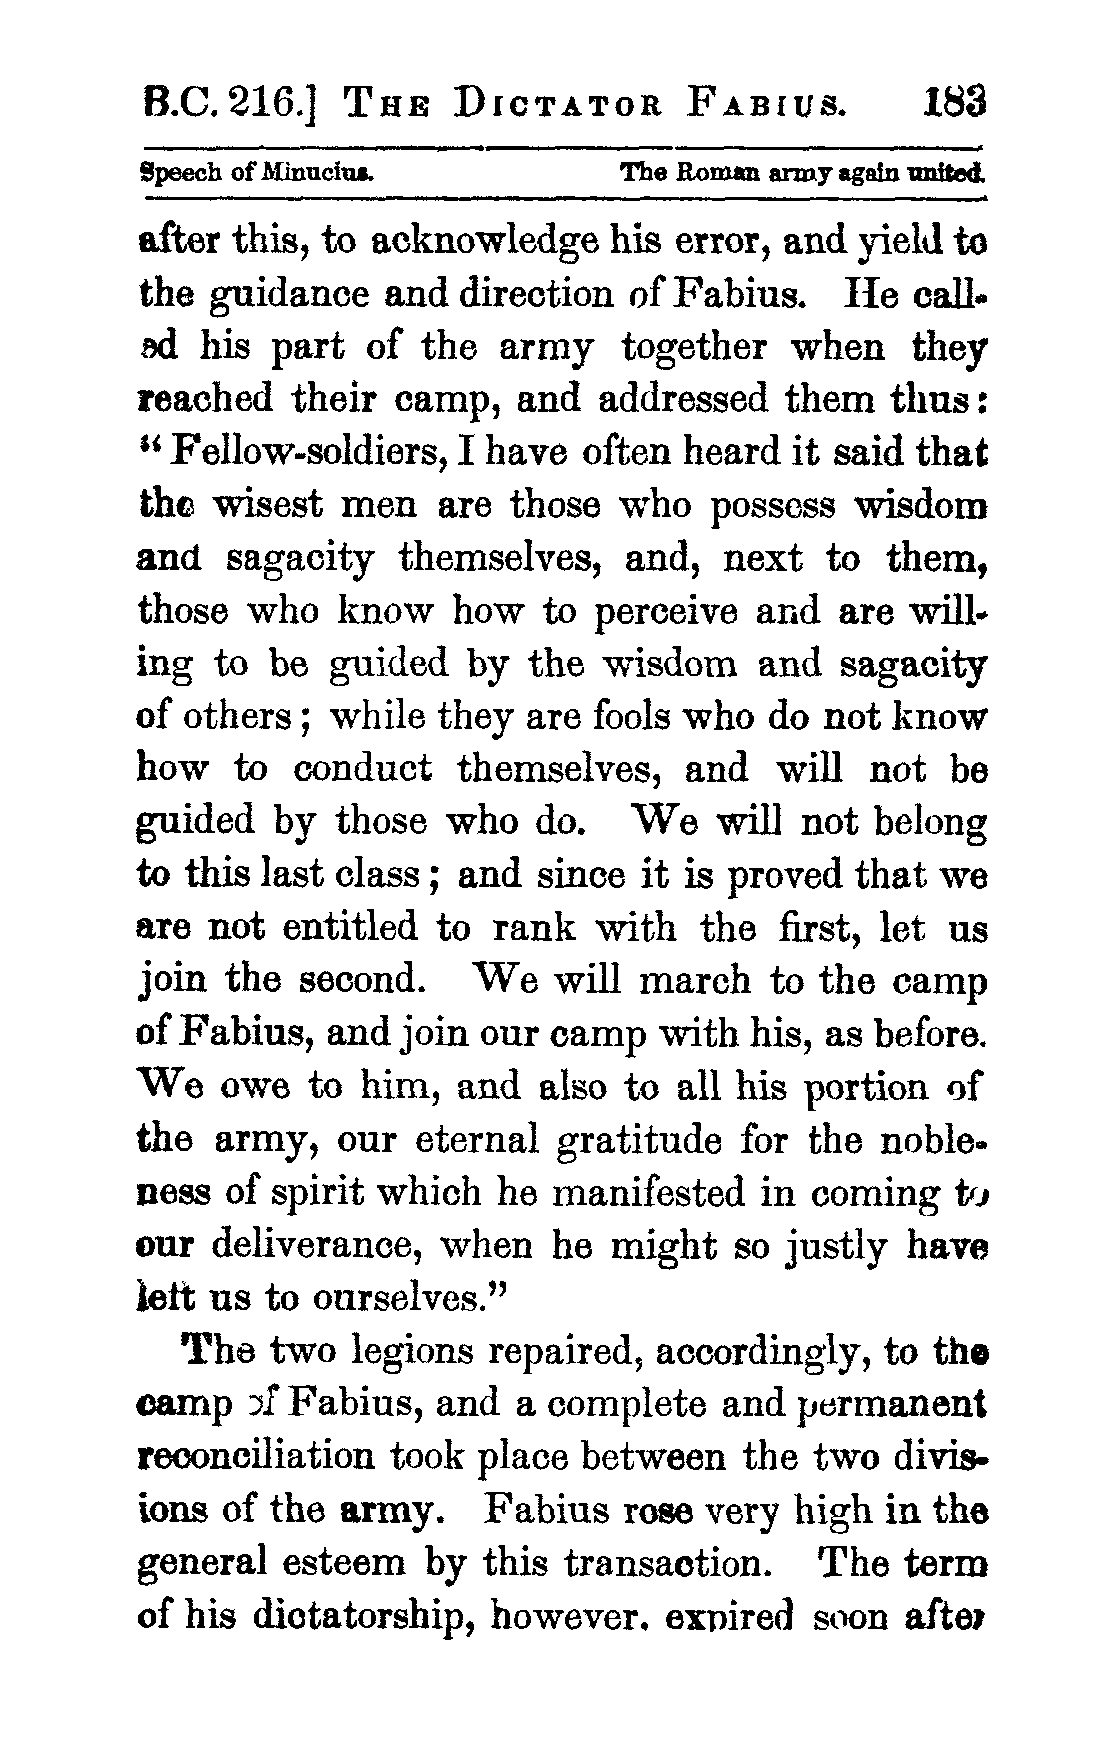 B.C. 216.] THE DICTATOR FABIUS. 183
Speech of Minucius. The Roman army again united.
after this, to acknowledge his error, and yield to
the guidance and direction of Fabius. He call-
ed his part of the army together when they
reached their camp, and addressed them thus:
“Fellow-soldiers, I have often heard it said that
the wisest men are those who possess wisdom
and sagacity themselves, and, next to them,
those who know how to perceive and are will-
ing to be guided by the wisdom and sagacity
of others; while they are fools who do not know
how to conduct themselves, and will not be
guided by those who do. We will not belong
to this last class; and since it is proved that we
are not entitled to rank with the first, let us
join the second. We will march to the camp
of Fabius, and join our camp with his, as before.
We owe to him, and also to all his portion of
the army, our eternal gratitude for the noble-
ness of spirit which he manifested in coming to
our deliverance, when he might so justly have
left us to ourselves.”
The two legions repaired, accordingly, to the
camp of Fabius, and a complete and permanent
reconciliation took place between the two divis-
ions of the army. Fabius rose very high in the
general esteem by this transaction. The term
of his dictatorship, however, expired soon after